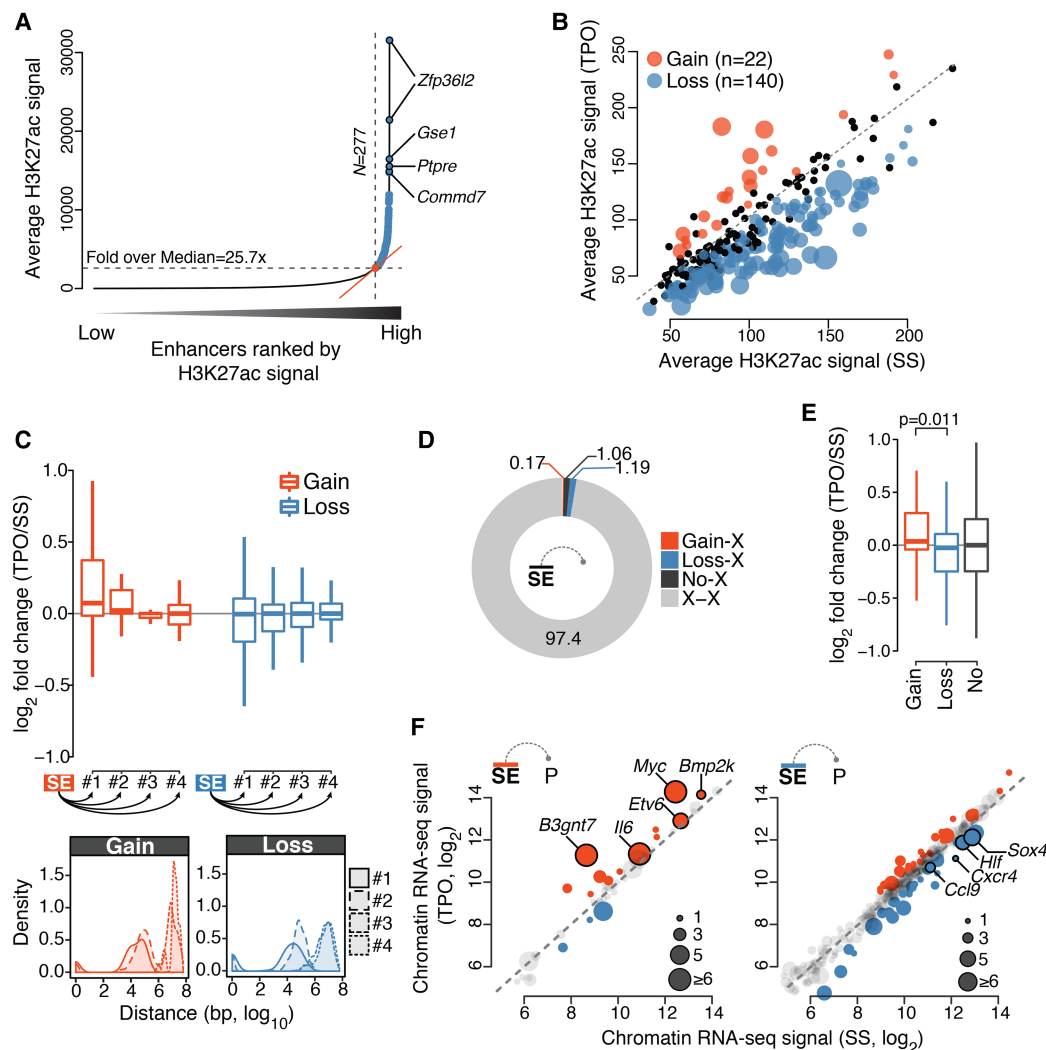 A
Average H3K27ac signal
30000
20000
10000
0
N=277
Zfp36l2
Gse1
Ptpre
Commd7
Fold over Median=25.7x
Low
High
Enhancers ranked by
H3K27ac signal
B
Average H3K27ac signal (TPO)
250
200
150
100
50
Gain (n=22)
Loss (n=140)
50
100
150
200
Average H3K27ac signal (SS)
C
log2 fold change (TPO/SS)
1.0
0.5
0.0
−0.5
−1.0
Gain
Loss
SE #1 #2 #3 #4
SE #1 #2 #3 #4
Gain
Loss
Density
1.5
1.0
0.5
0.0
1.5
1.0
0.5
0.0
0 2 4 6 8
0 2 4 6 8
Distance (bp, log10)
#1
#2
#3
#4
D
0.17
1.06
1.19
97.4
SE
Gain-X
Loss-X
No-X
X–X
E
p=0.011
log2 fold change (TPO/SS)
1.0
0.5
0.0
−0.5
−1.0
Gain
Loss
No
F
SE P
Chromatin RNA-seq signal
(TPO, log2)
14
12
10
8
6
Myc
Bmp2k
Etv6
B3gnt7
Il6
1
3
5
≥6
6 8 10 12 14
SE P
14
12
10
8
6
Sox4
Hlf
Cxcr4
Ccl9
1
3
5
≥6
6 8 10 12 14
Chromatin RNA-seq signal (SS, log2)